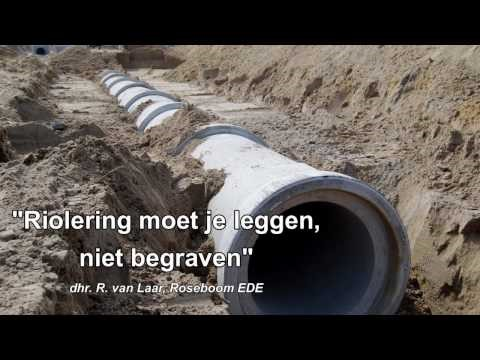 "Riolering moet je leggen,
niet begraven"
dhr. R. van Laar, Roseboom EDE